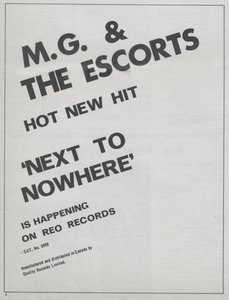 M.G. &
THE ESCORTS
HOT NEW HIT
'NEXT TO
NOWHERE'
IS HAPPENING
ON REO RECORDS
- CAT. No.
Manufactured and distributed in Canada by
Quality Records Limited.